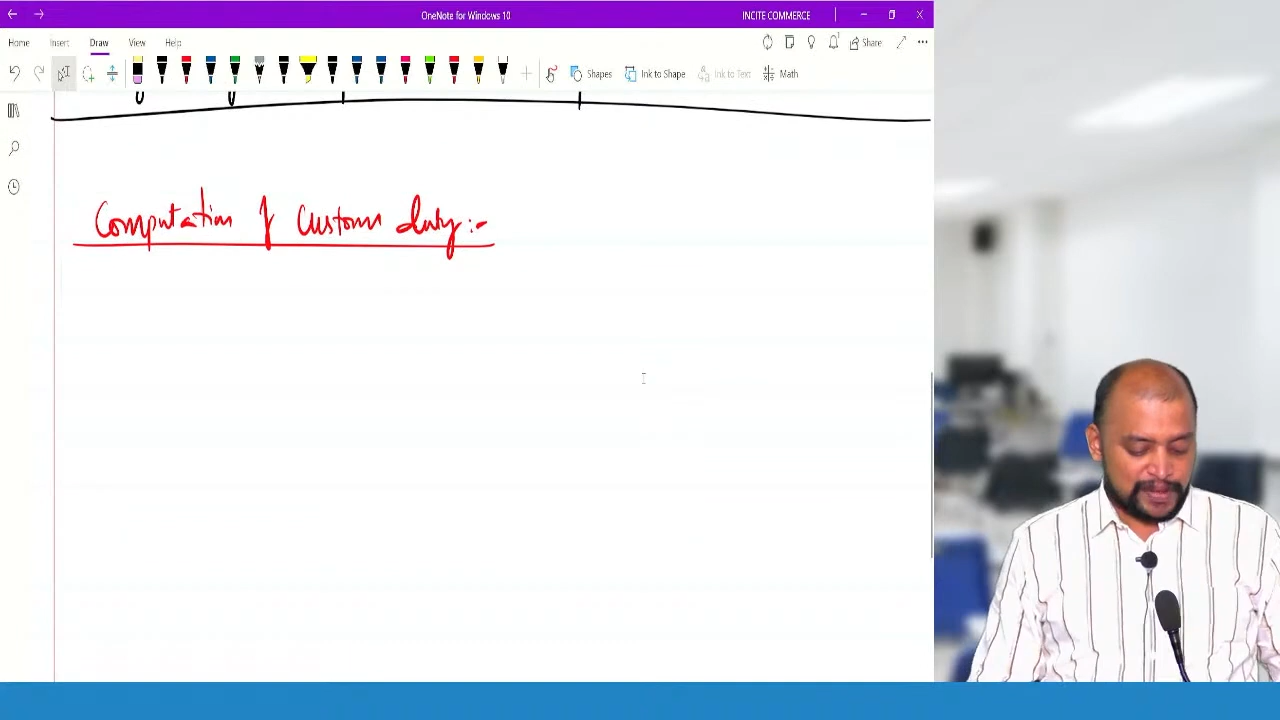 OneNote for Windows 10
INCITE COMMERCE
Home Insert Draw View Help
Share
Shapes
Ink to Shape
Ink to Text
Math
Computation of Custom duty:-